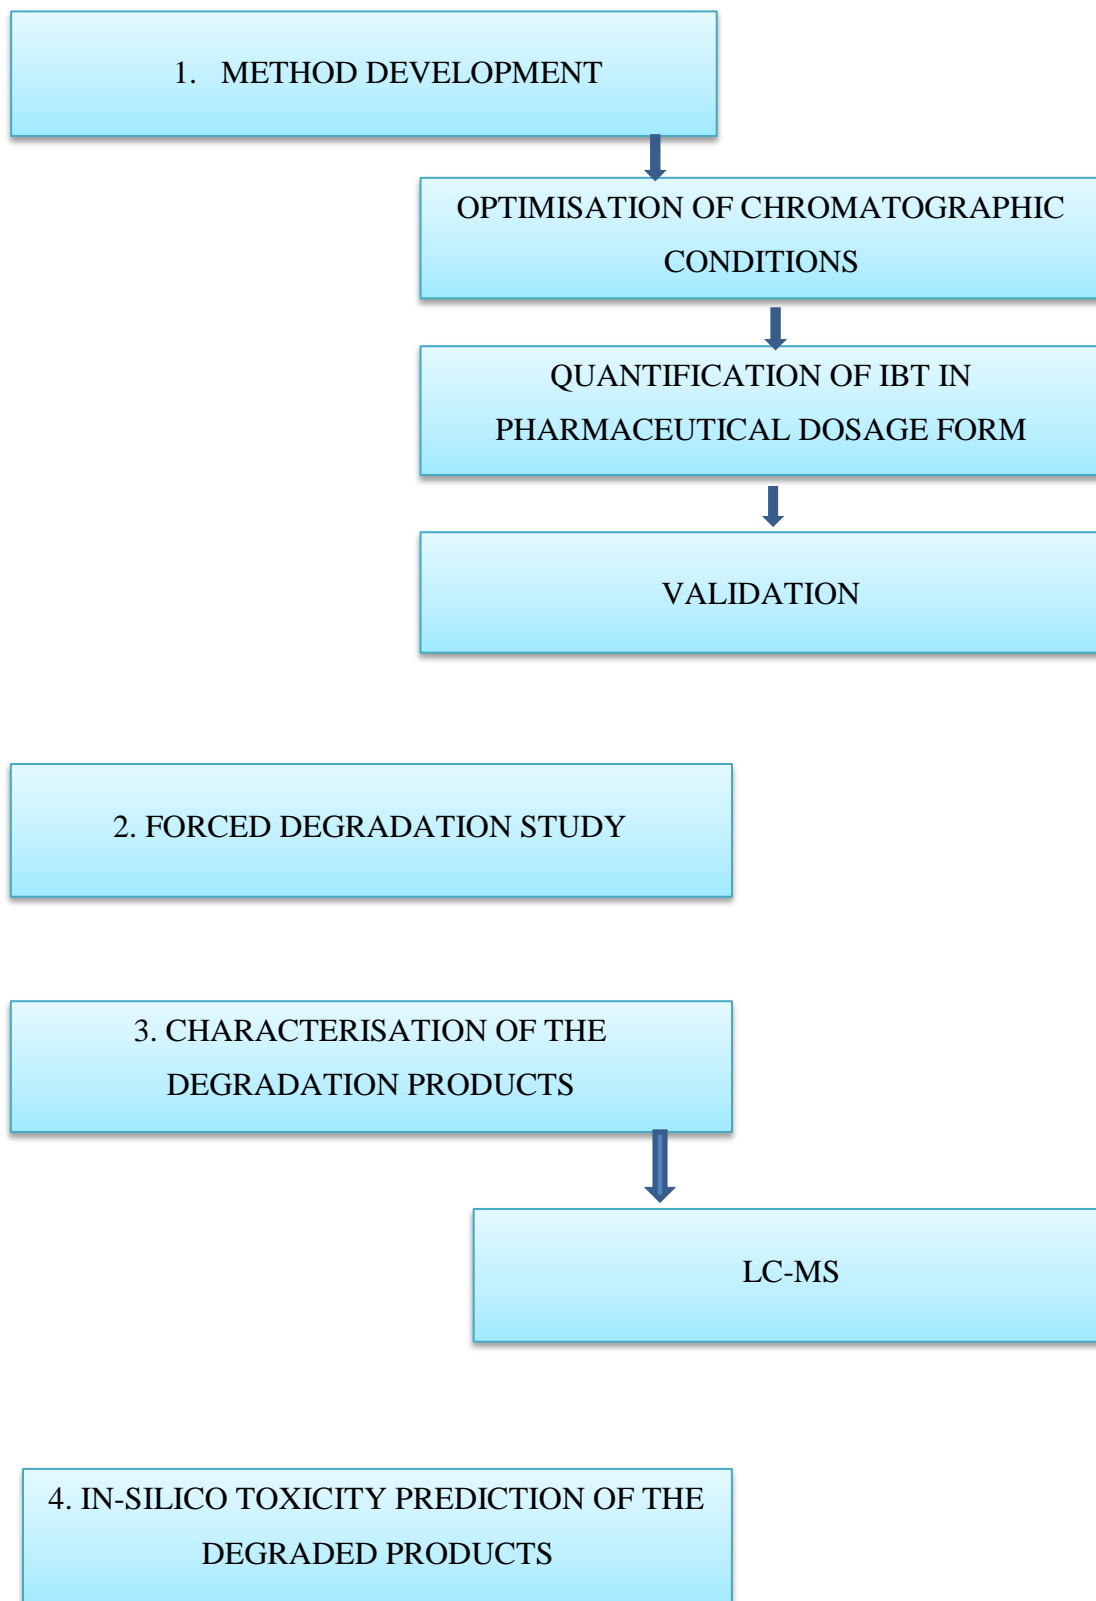 1. METHOD DEVELOPMENT
OPTIMISATION OF CHROMATOGRAPHIC
CONDITIONS
QUANTIFICATION OF IBT IN
PHARMACEUTICAL DOSAGE FORM
VALIDATION
2. FORCED DEGRADATION STUDY
3. CHARACTERISATION OF THE
DEGRADATION PRODUCTS
LC-MS
4. IN-SILICO TOXICITY PREDICTION OF THE
DEGRADED PRODUCTS